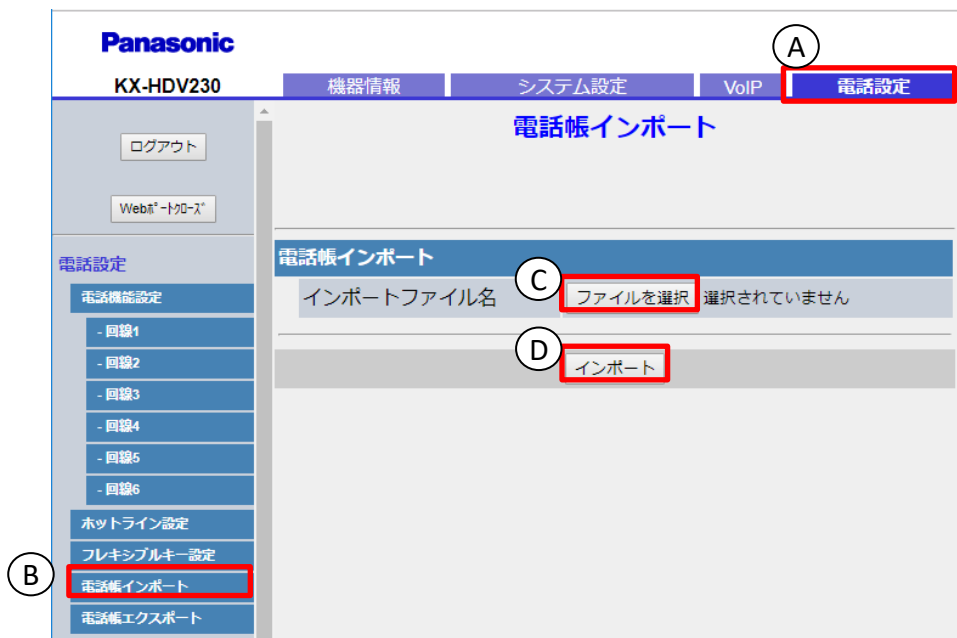 Panasonic
A
KX-HDV230
機器情報
システム設定
VoIP
電話設定
ログアウト
Webﾎﾟｰﾄｸﾛｰｽﾞ
電話設定
電話機能設定
- 回線1
- 回線2
- 回線3
- 回線4
- 回線5
- 回線6
ホットライン設定
フレキシブルキー設定
B
電話帳インポート
電話帳エクスポート
電話帳インポート
電話帳インポート
インポートファイル名
C
ファイルを選択 選択されていません
D
インポート